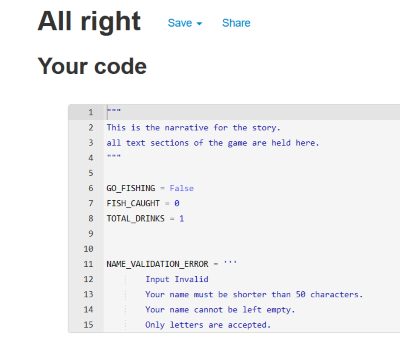 All right Save Share
Your code
1 """
2 This is the narrative for the story.
3 all text sections of the game are held here.
4 """
5
6 GO_FISHING = False
7 FISH_CAUGHT = 0
8 TOTAL_DRINKS = 1
9
10
11 NAME_VALIDATION_ERROR = '''
12 Input Invalid
13 Your name must be shorter than 50 characters.
14 Your name cannot be left empty.
15 Only letters are accepted.